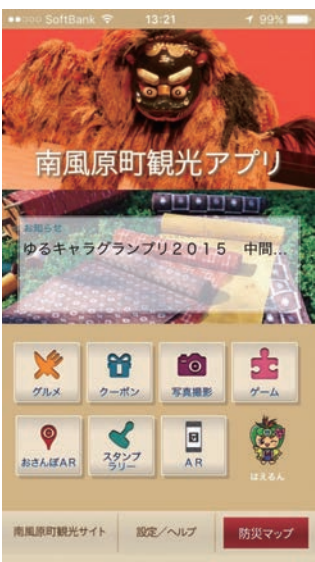 ●●○○○ SoftBank 13:21 99%
南風原町観光アプリ
お知らせ
ゆるキャラグランプリ2015 中間...
グルメ
クーポン
写真撮影
ゲーム
おさんぽAR
スタンプ
ラリー
AR
はえるん
南風原町観光サイト
設定/ヘルプ
防災マップ